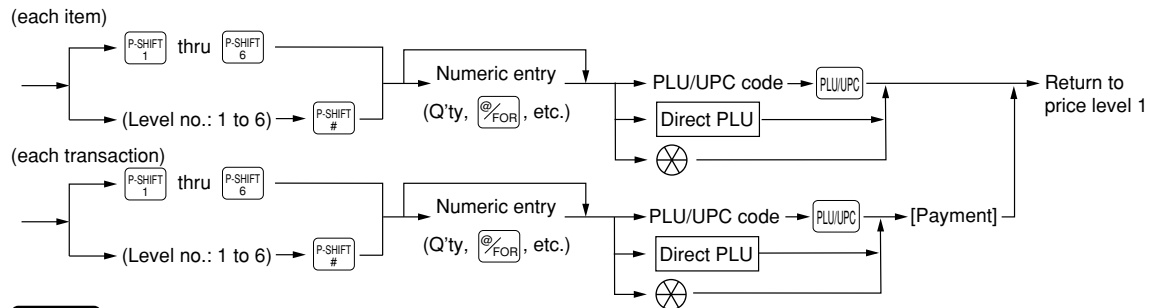 (each item)
P-SHIFT 1 thru P-SHIFT 6
Numeric entry
(Q'ty, @/FOR, etc.)
(Level no.: 1 to 6) P-SHIFT #
PLU/UPC code PLU/UPC
Direct PLU
Return to
price level 1
(each transaction)
P-SHIFT 1 thru P-SHIFT 6
Numeric entry
(Q'ty, @/FOR, etc.)
(Level no.: 1 to 6) P-SHIFT #
PLU/UPC code PLU/UPC [Payment]
Direct PLU